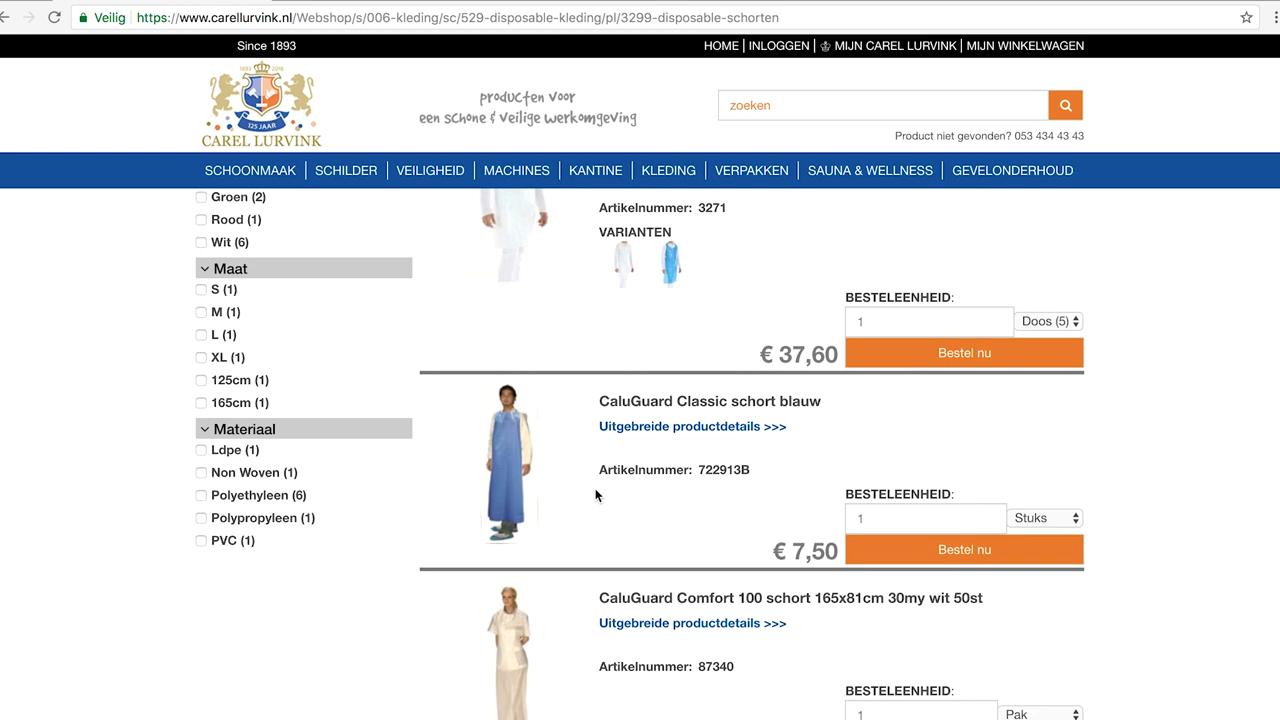 Veilig https://www.carellurvink.nl/Webshop/s/006-kleding/sc/529-disposable-kleding/pl/3299-disposable-schorten
Since 1893
HOME | INLOGGEN | MIJN CAREL LURVINK | MIJN WINKELWAGEN
125 JAAR
CAREL LURVINK
producten voor
een schone & veilige werkomgeving
zoeken
Product niet gevonden? 053 434 43 43
SCHOONMAAK | SCHILDER | VEILIGHEID | MACHINES | KANTINE | KLEDING | VERPAKKEN | SAUNA & WELLNESS | GEVELONDERHOUD
Groen (2)
Rood (1)
Wit (6)
Maat
S (1)
M (1)
L (1)
XL (1)
125cm (1)
165cm (1)
Materiaal
Ldpe (1)
Non Woven (1)
Polyethyleen (6)
Polypropyleen (1)
PVC (1)
Artikelnummer: 3271
VARIANTEN
BESTELEENHEID:
1 Doos (5)
€ 37,60 Bestel nu
CaluGuard Classic schort blauw
Uitgebreide productdetails >>>
Artikelnummer: 722913B
BESTELEENHEID:
1 Stuks
€ 7,50 Bestel nu
CaluGuard Comfort 100 schort 165x81cm 30my wit 50st
Uitgebreide productdetails >>>
Artikelnummer: 87340
BESTELEENHEID:
1 Pak